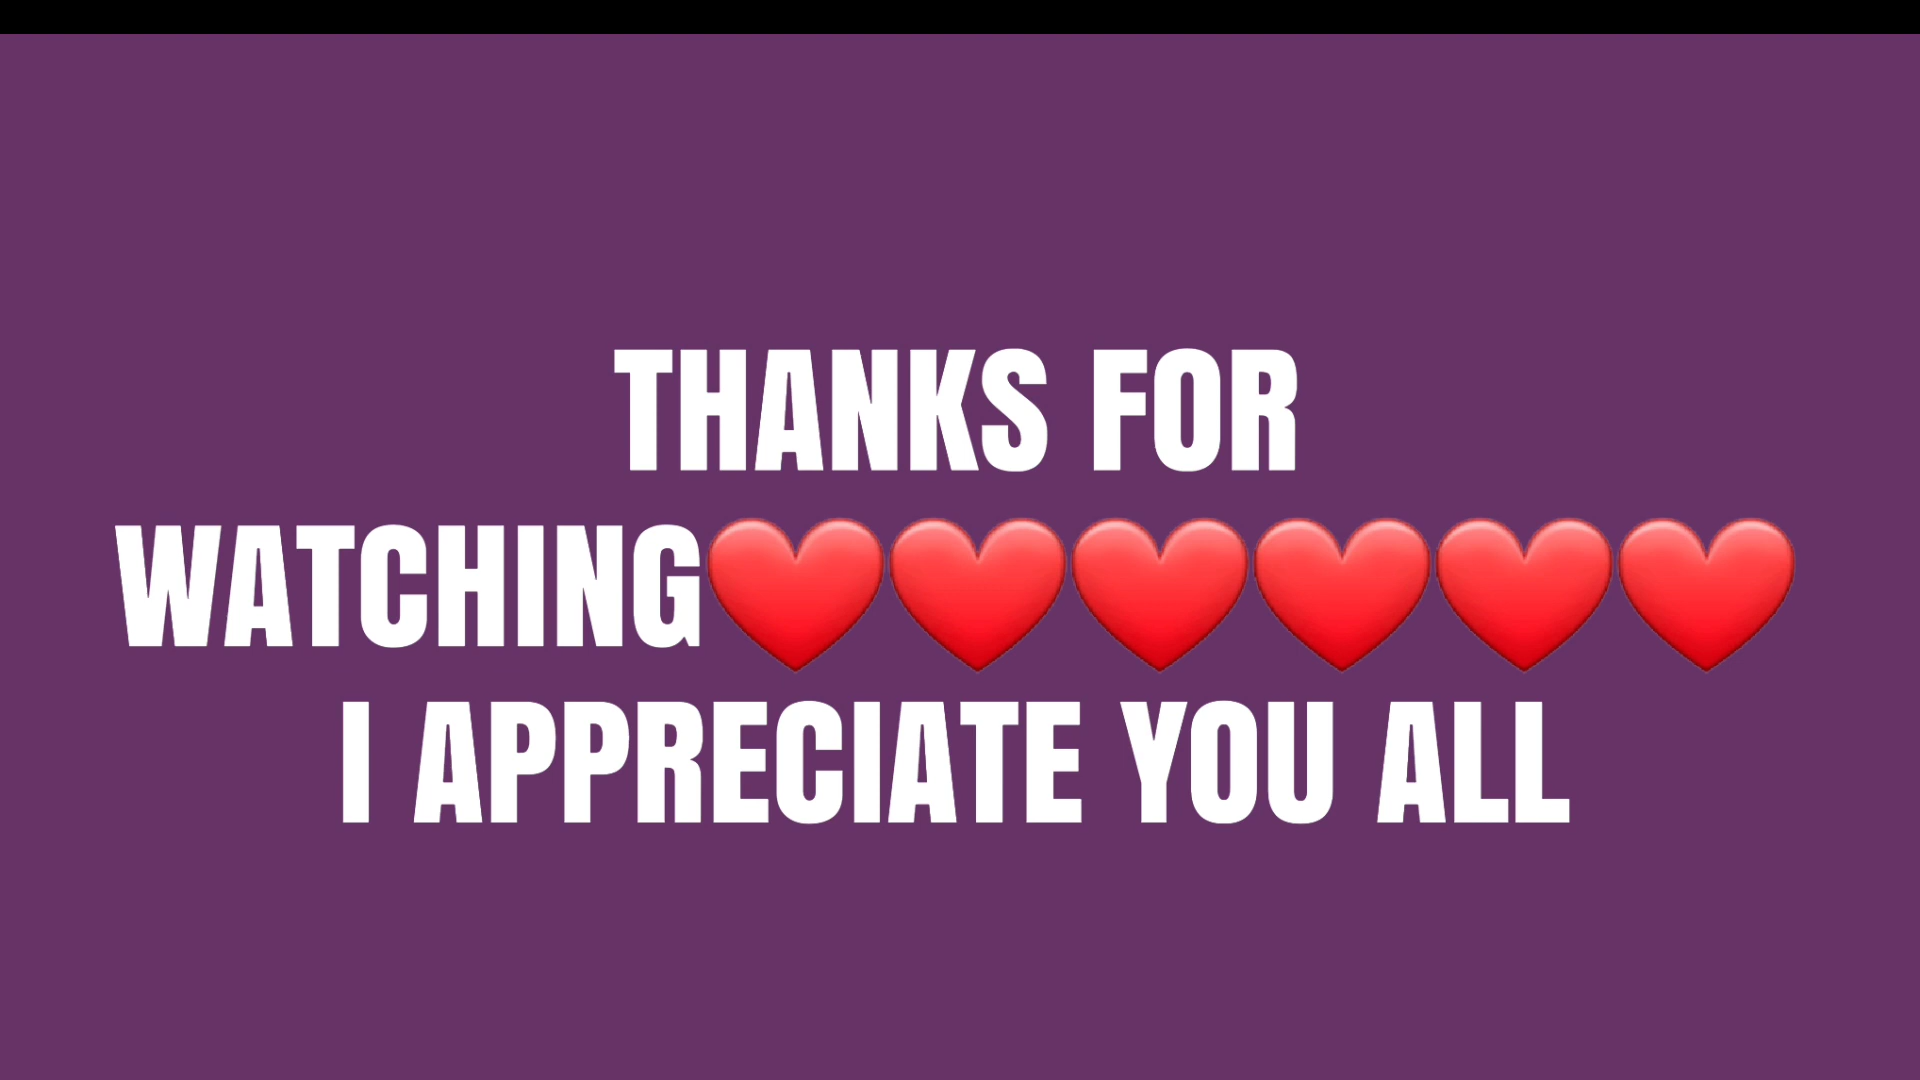 THANKS FOR
WATCHING❤️❤️❤️❤️❤️❤️
I APPRECIATE YOU ALL